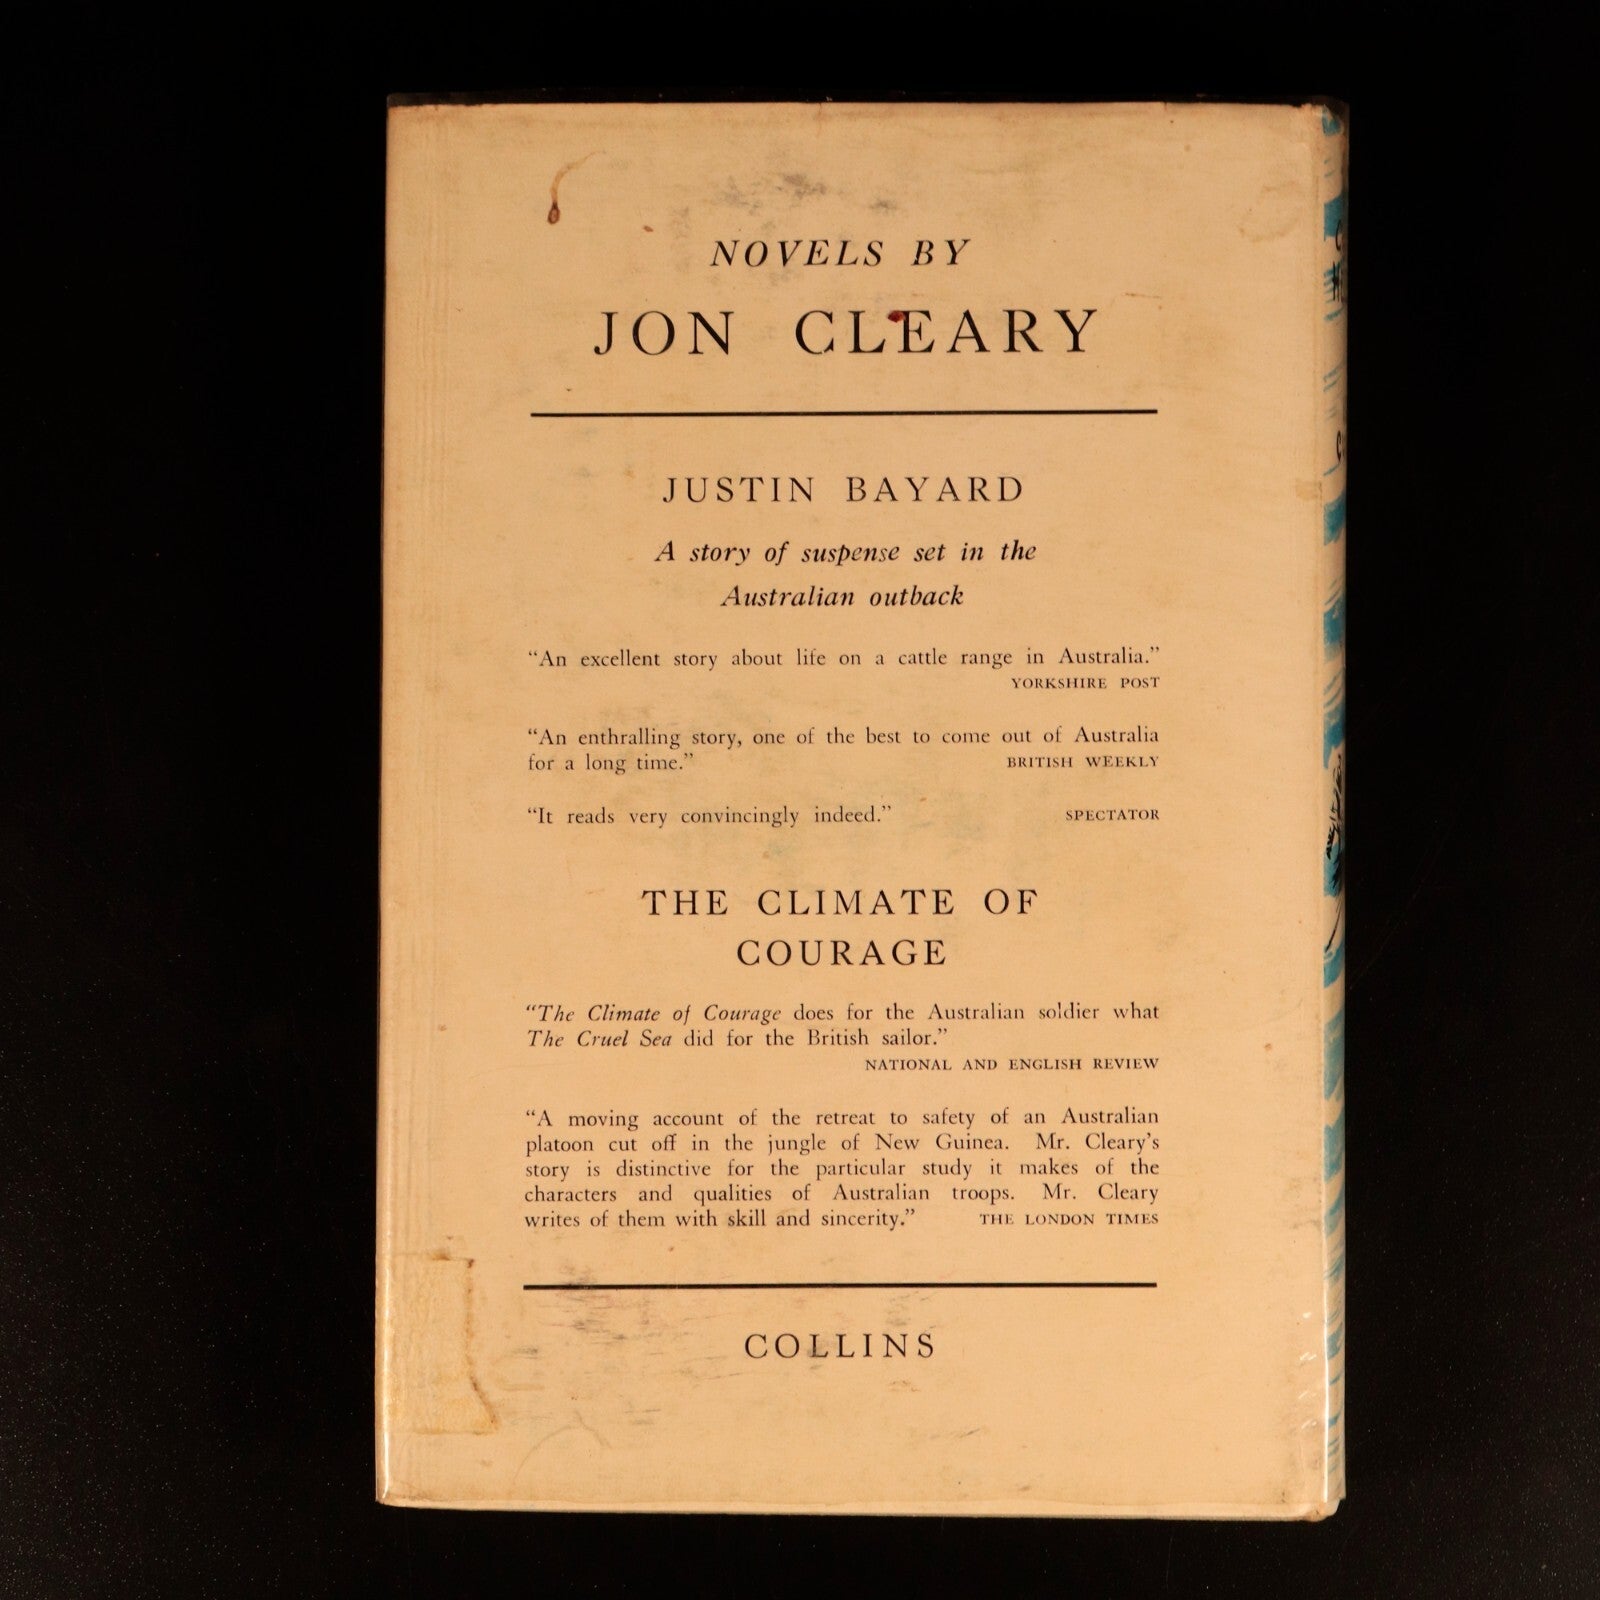 NOVELS BY
JON CLEARY
JUSTIN BAYARD
A story of suspense set in the
Australian outback
“An excellent story about life on a cattle range in Australia.”
YORKSHIRE POST
“An enthralling story, one of the best to come out of Australia
for a long time.” BRITISH WEEKLY
“It reads very convincingly indeed.” SPECTATOR
THE CLIMATE OF
COURAGE
“The Climate of Courage does for the Australian soldier what
The Cruel Sea did for the British sailor.”
NATIONAL AND ENGLISH REVIEW
“A moving account of the retreat to safety of an Australian
platoon cut off in the jungle of New Guinea. Mr. Cleary’s
story is distinctive for the particular study it makes of the
characters and qualities of Australian troops. Mr. Cleary
writes of them with skill and sincerity.” THE LONDON TIMES
COLLINS